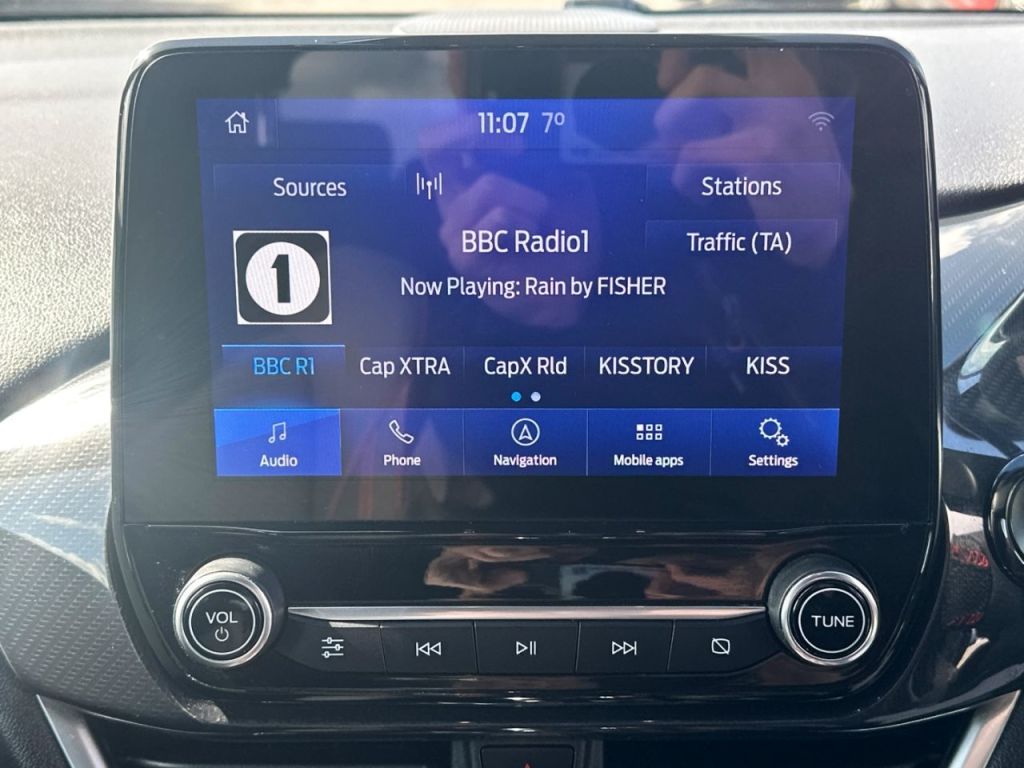 11:07 7°
Sources
Stations
1
BBC Radio1
Traffic (TA)
Now Playing: Rain by FISHER
BBC R1 Cap XTRA CapX Rld KISSTORY KISS
Audio Phone Navigation Mobile apps Settings
VOL
TUNE